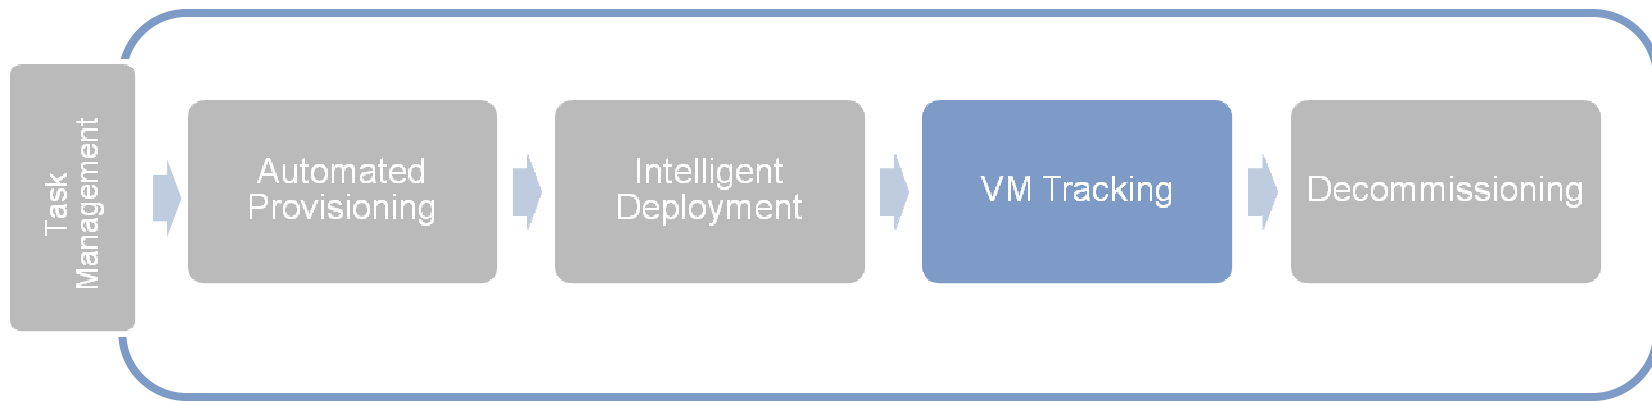 Task
Management
Automated
Provisioning
Intelligent
Deployment
VM Tracking
Decommissioning